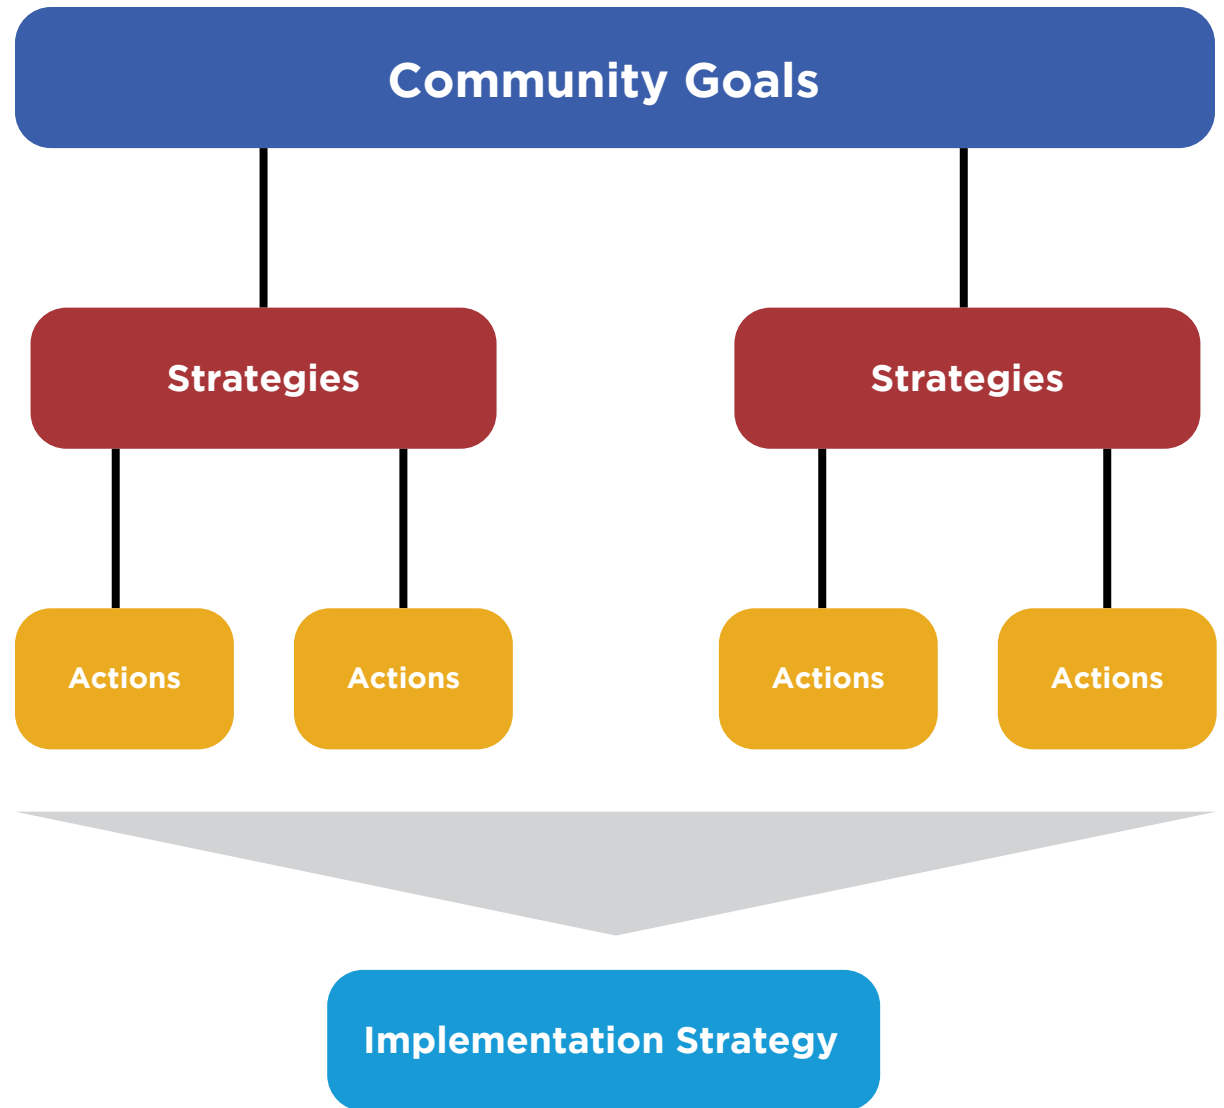 Community Goals
Strategies
Strategies
Actions
Actions
Actions
Actions
Implementation Strategy